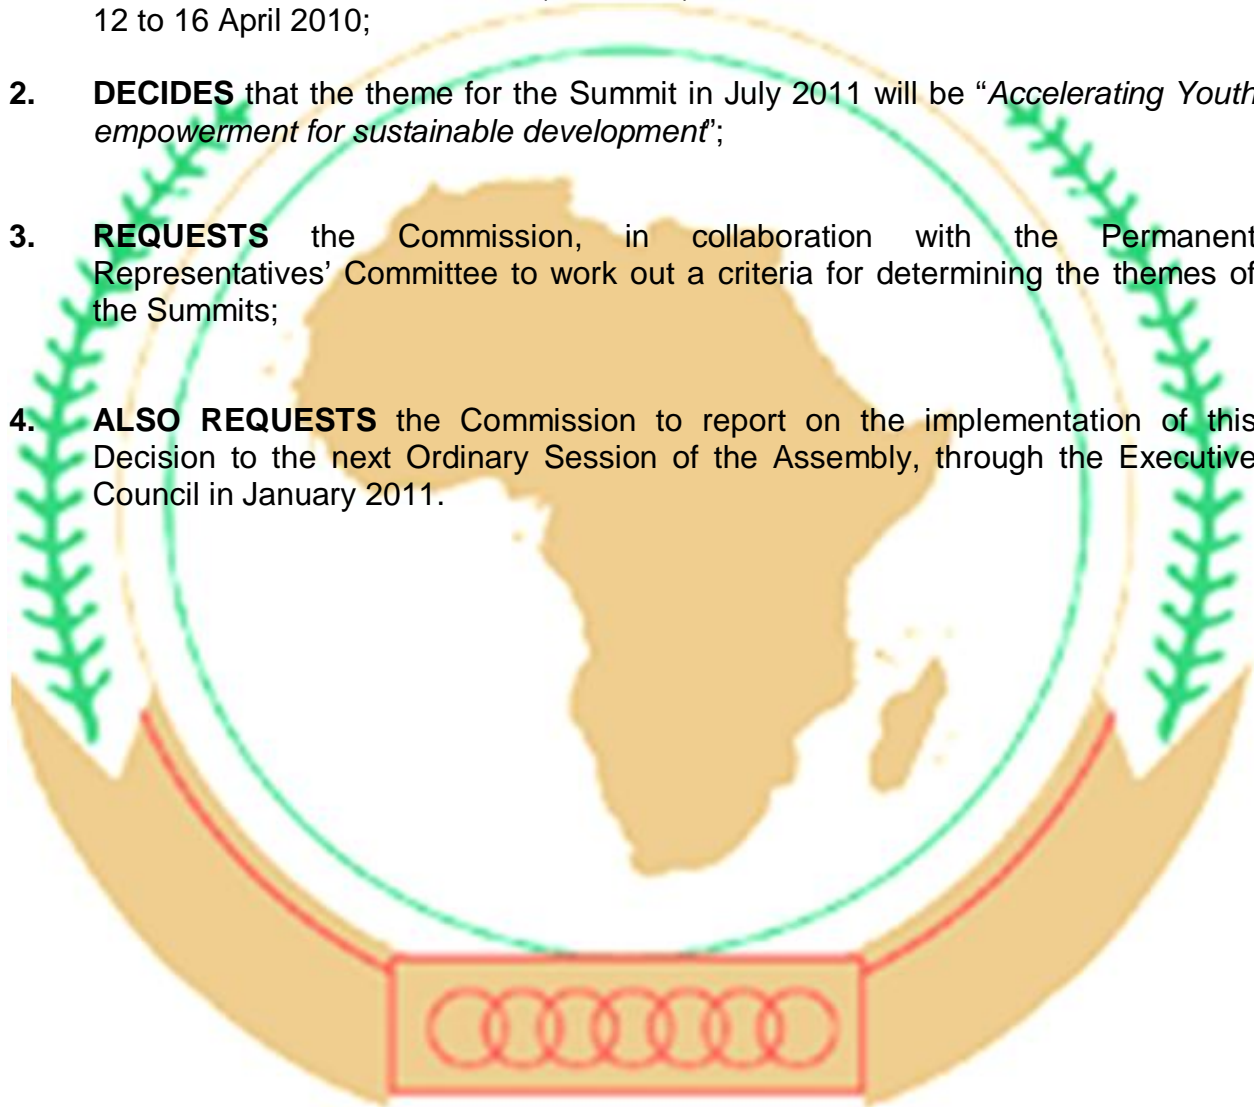 12 to 16 April 2010;
2. DECIDES that the theme for the Summit in July 2011 will be “Accelerating Youth
empowerment for sustainable development”;
3. REQUESTS the Commission, in collaboration with the Permanent
Representatives’ Committee to work out a criteria for determining the themes of
the Summits;
4. ALSO REQUESTS the Commission to report on the implementation of this
Decision to the next Ordinary Session of the Assembly, through the Executive
Council in January 2011.